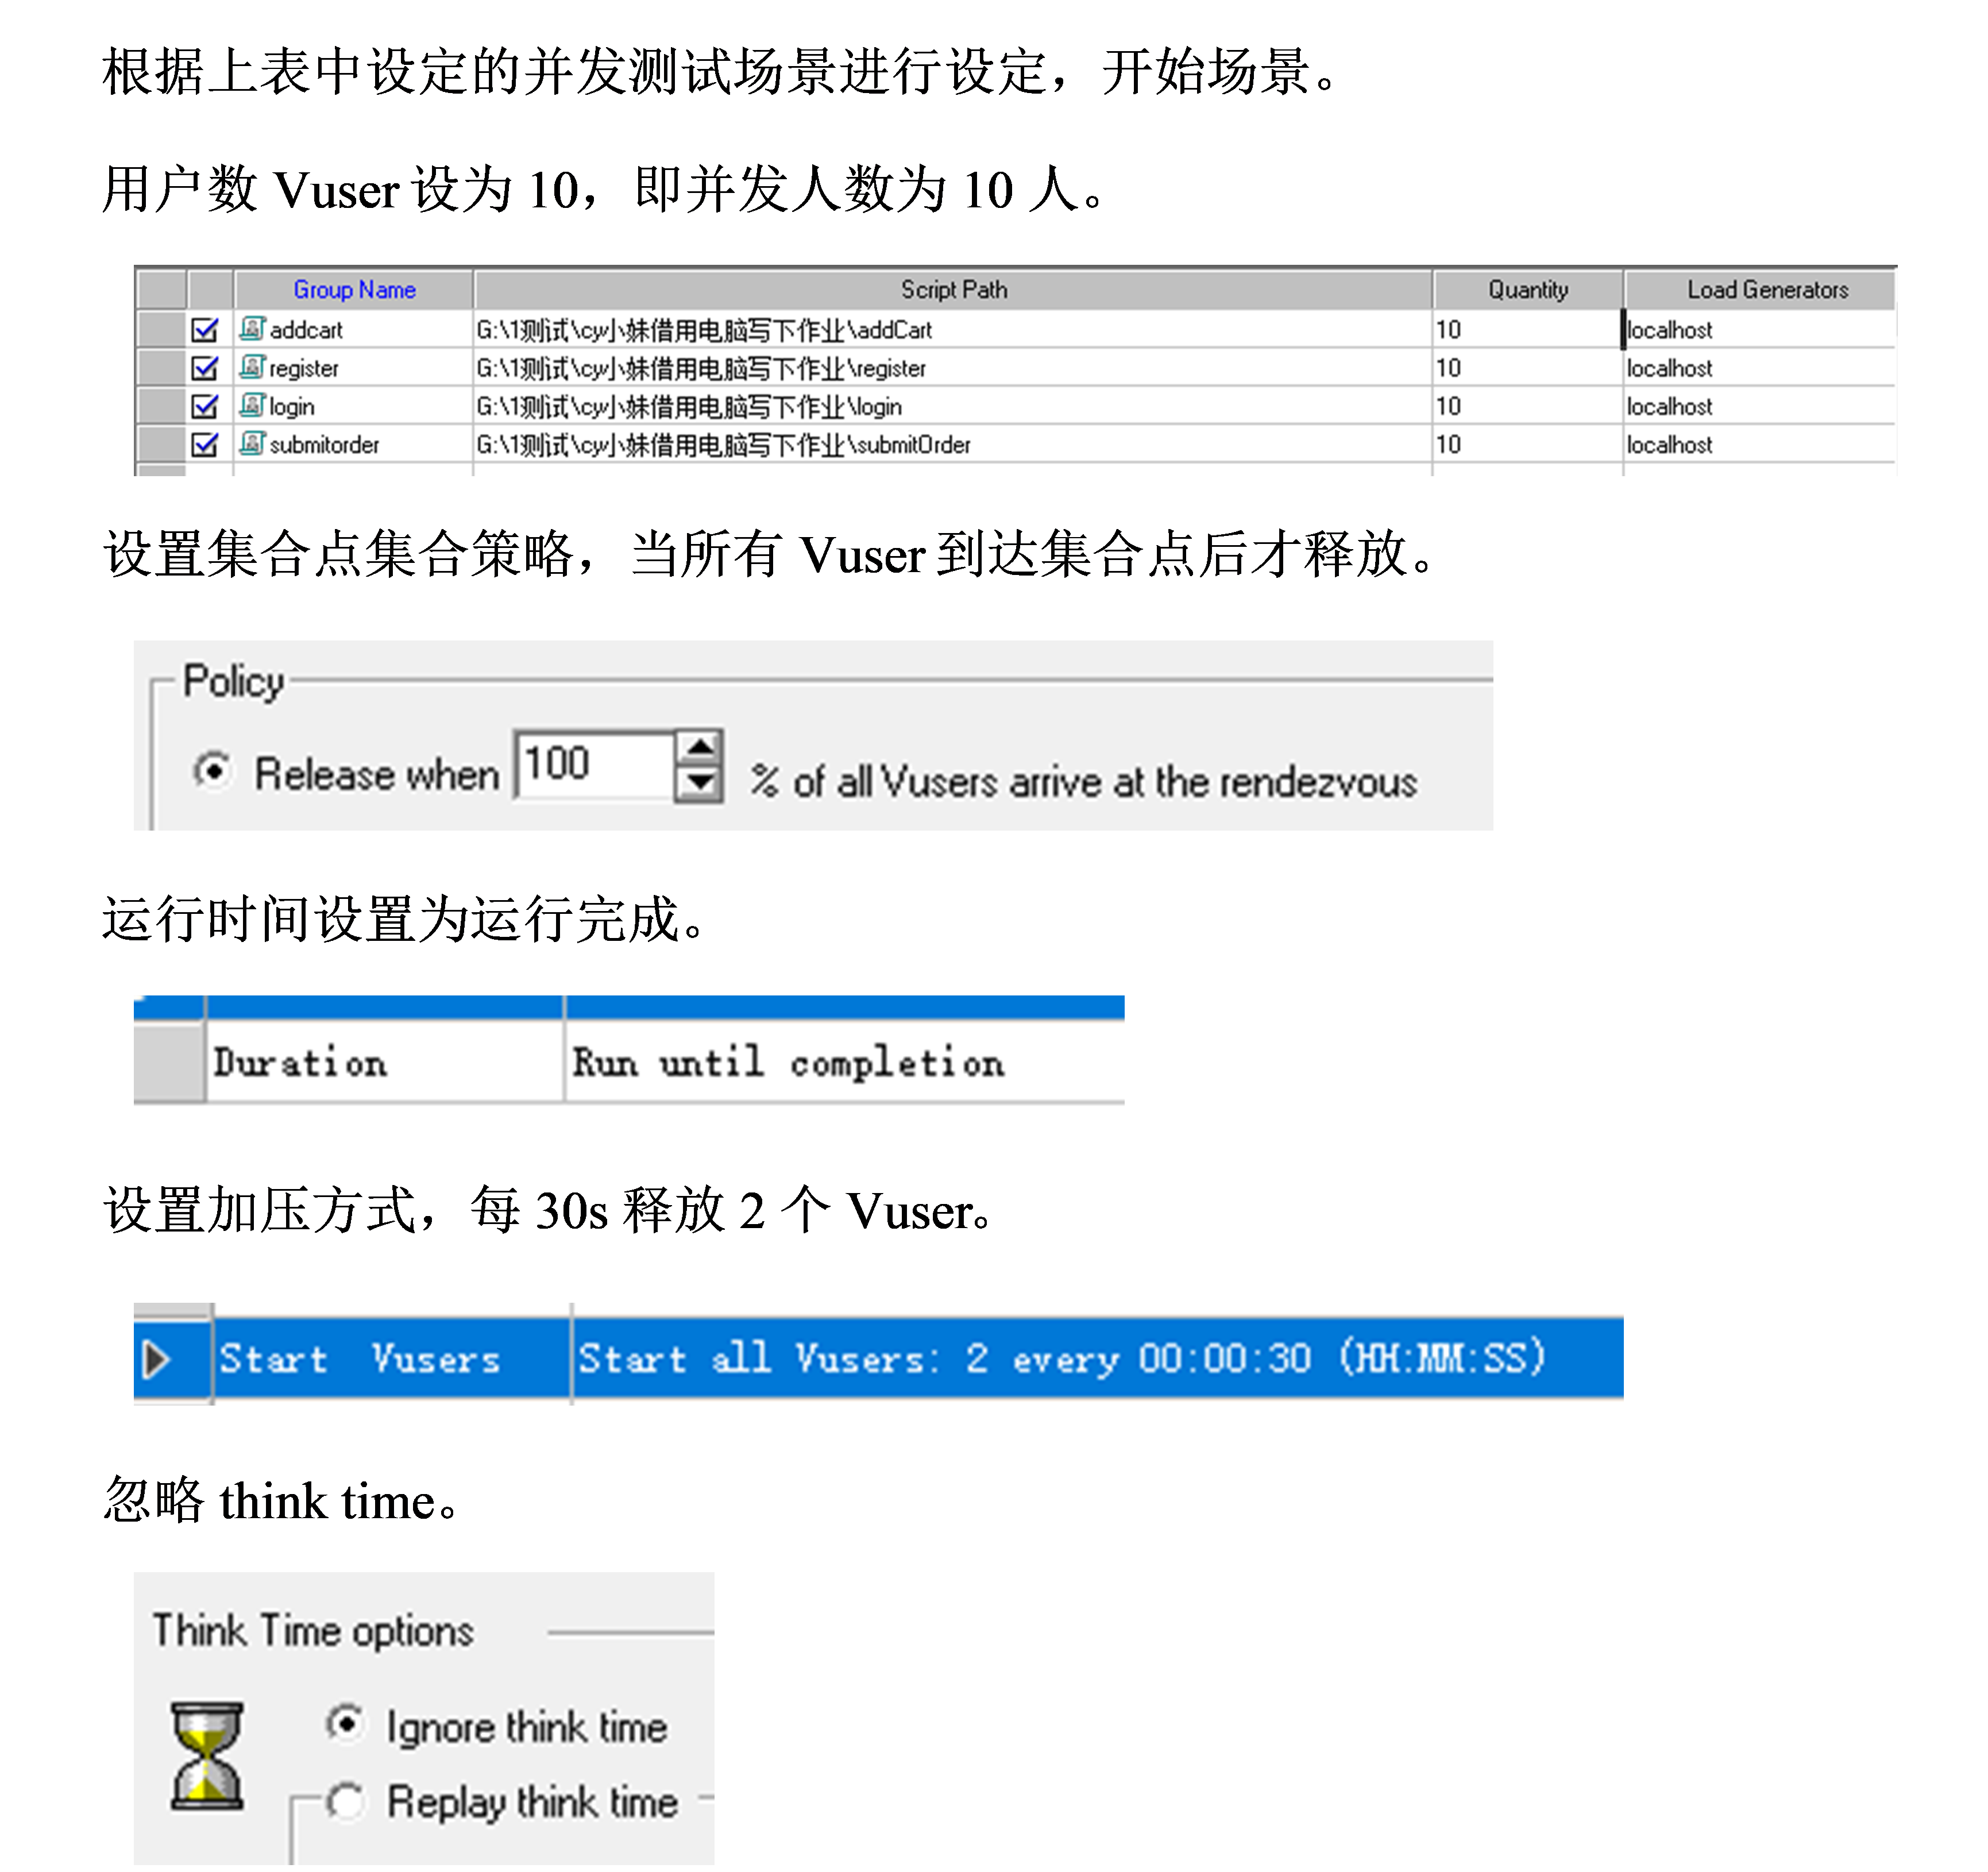 根据上表中设定的并发测试场景进行设定，开始场景。
用户数 Vuser 设为 10，即并发人数为 10 人。
Group Name Script Path Quantity Load Generators
addcart G:\1测试\cy小妹借用电脑写下作业\addCart 10 localhost
register G:\1测试\cy小妹借用电脑写下作业\register 10 localhost
login G:\1测试\cy小妹借用电脑写下作业\login 10 localhost
submitorder G:\1测试\cy小妹借用电脑写下作业\submitOrder 10 localhost
设置集合点集合策略，当所有 Vuser 到达集合点后才释放。
Policy
Release when 100 % of all Vusers arrive at the rendezvous
运行时间设置为运行完成。
Duration Run until completion
设置加压方式，每 30s 释放 2 个 Vuser。
Start Vusers Start all Vusers: 2 every 00:00:30 (HH:MM:SS)
忽略 think time。
Think Time options
Ignore think time
Replay think time